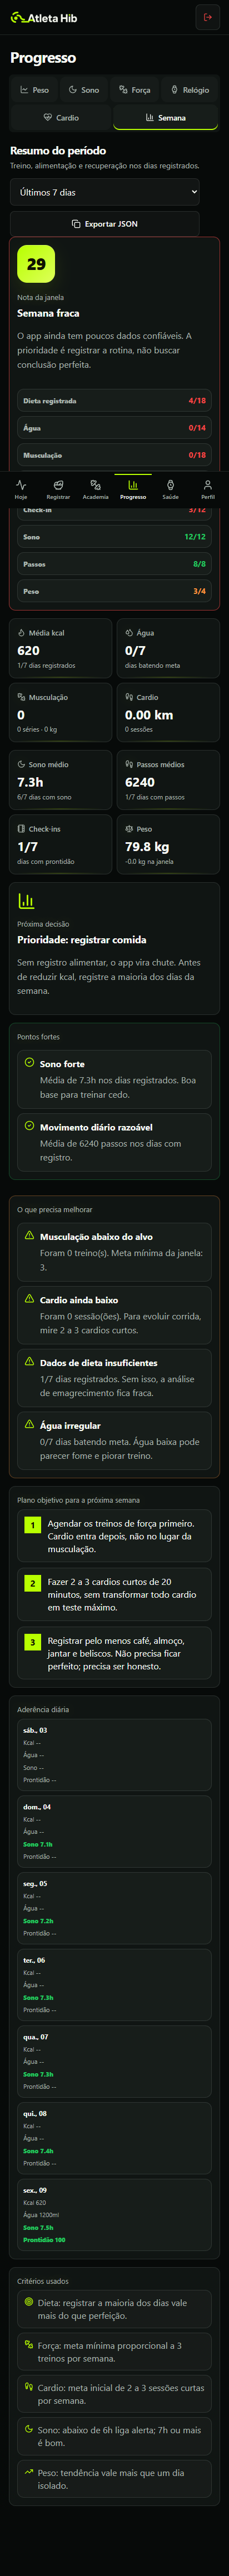 Atleta Hib
Progresso
Peso
Sono
Força
Relógio
Cardio
Semana
Resumo do período
Treino, alimentação e recuperação nos dias registrados.
Últimos 7 dias
Exportar JSON
29
Nota da janela
Semana fraca
O app ainda tem poucos dados confiáveis. A
prioridade é registrar a rotina, não buscar
conclusão perfeita.
Dieta registrada 4/18
Água 0/14
Musculação 0/18
Hoje
Registrar
Academia
Progresso
Saúde
Perfil
Check-in 3/12
Sono 12/12
Passos 8/8
Peso 3/4
Média kcal
620
1/7 dias registrados
Água
0/7
dias batendo meta
Musculação
0
0 séries · 0 kg
Cardio
0.00 km
0 sessões
Sono médio
7.3h
6/7 dias com sono
Passos médios
6240
1/7 dias com passos
Check-ins
1/7
dias com prontidão
Peso
79.8 kg
-0.0 kg na janela
Próxima decisão
Prioridade: registrar comida
Sem registro alimentar, o app vira chute. Antes
de reduzir kcal, registre a maioria dos dias da
semana.
Pontos fortes
Sono forte
Média de 7.3h nos dias registrados. Boa
base para treinar cedo.
Movimento diário razoável
Média de 6240 passos nos dias com
registro.
O que precisa melhorar
Musculação abaixo do alvo
Foram 0 treino(s). Meta mínima da janela:
3.
Cardio ainda baixo
Foram 0 sessão(ões). Para evoluir corrida,
mire 2 a 3 cardios curtos.
Dados de dieta insuficientes
1/7 dias registrados. Sem isso, a análise
de emagrecimento fica fraca.
Água irregular
0/7 dias batendo meta. Água baixa pode
parecer fome e piorar treino.
Plano objetivo para a próxima semana
1 Agendar os treinos de força primeiro.
Cardio entra depois, não no lugar da
musculação.
2 Fazer 2 a 3 cardios curtos de 20
minutos, sem transformar todo cardio
em teste máximo.
3 Registrar pelo menos café, almoço,
jantar e beliscos. Não precisa ficar
perfeito; precisa ser honesto.
Aderência diária
sáb., 03
Kcal --
Água --
Sono --
Prontidão --
dom., 04
Kcal --
Água --
Sono 7.1h
Prontidão --
seg., 05
Kcal --
Água --
Sono 7.2h
Prontidão --
ter., 06
Kcal --
Água --
Sono 7.3h
Prontidão --
qua., 07
Kcal --
Água --
Sono 7.3h
Prontidão --
qui., 08
Kcal --
Água --
Sono 7.4h
Prontidão --
sex., 09
Kcal 620
Água 1200ml
Sono 7.5h
Prontidão 100
Critérios usados
Dieta: registrar a maioria dos dias vale
mais do que perfeição.
Força: meta mínima proporcional a 3
treinos por semana.
Cardio: meta inicial de 2 a 3 sessões curtas
por semana.
Sono: abaixo de 6h liga alerta; 7h ou mais
é bom.
Peso: tendência vale mais que um dia
isolado.